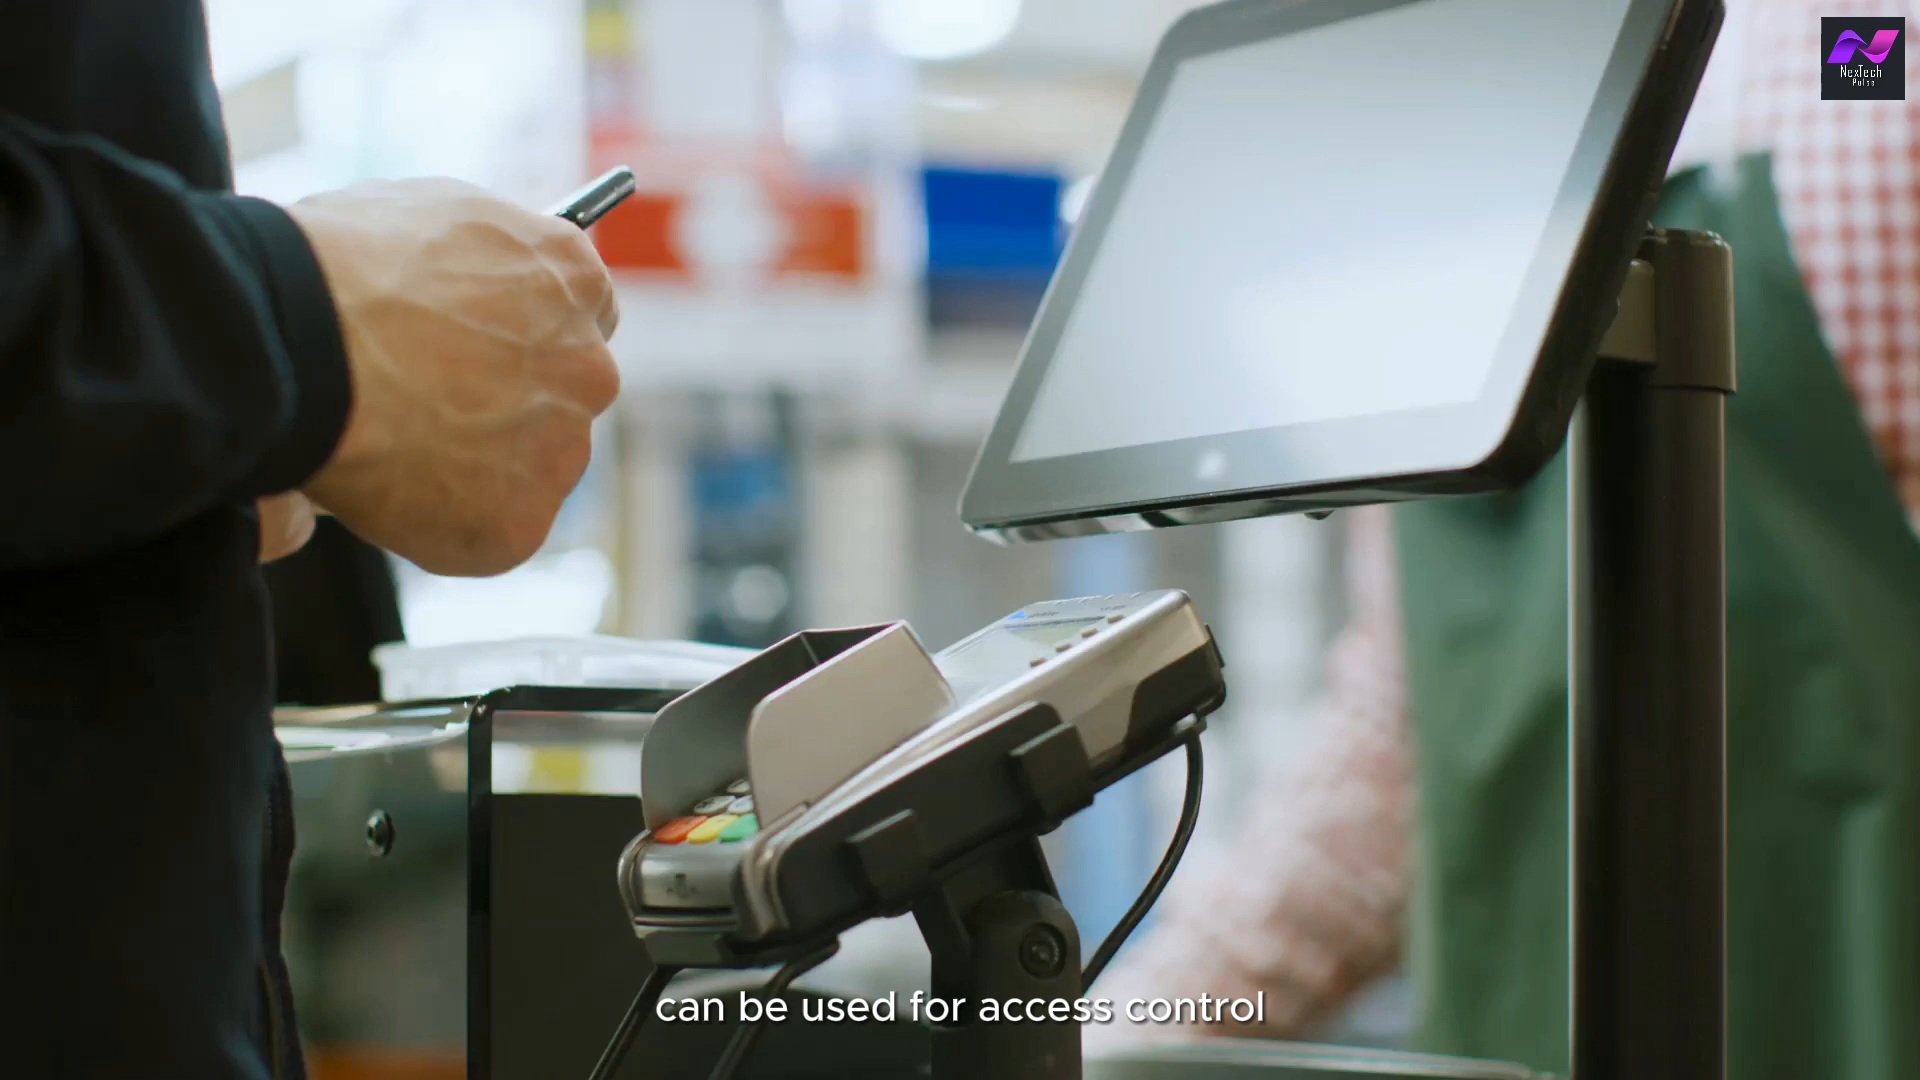 NexTech
Pulse
can be used for access control